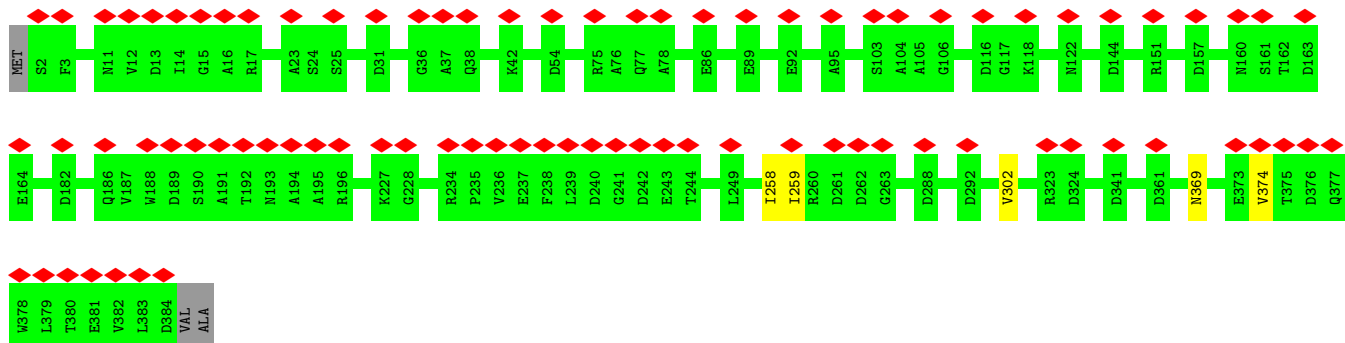 MET S2 F3 N11 V12 D13 I14 G15 A16 R17 A23 S24 S25 D31 G36 A37 Q38 K42 D54 R75 A76 Q77 A78 E86 E89 E92 A95 S103 A104 A105 G106 D116 G117 K118 N122 D144 R151 D157 N160 S161 T162 D163
E164 D182 Q186 V187 W188 D189 S190 A191 T192 N193 A194 A195 R196 K227 G228 R234 P235 V236 E237 F238 L239 D240 G241 D242 E243 T244 L249 I258 I259 R260 D261 D262 G263 D288 D292 V302 R323 D324 D341 D361 N369 E373 V374 T375 D376 Q377
W378 L379 T380 E381 V382 L383 D384 VAL ALA